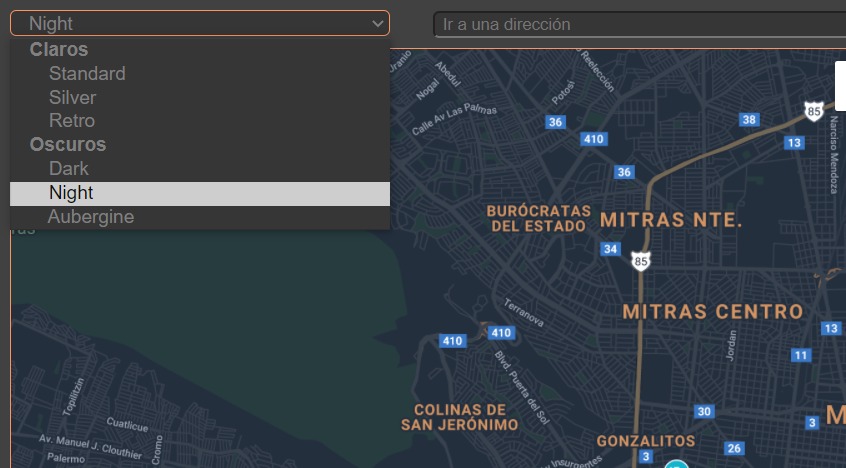 Night
Ir a una dirección
Claros
Standard
Silver
Retro
Oscuros
Dark
Night
Aubergine
Nogal
Abedul
Potosí
Reelección
Calle Av Las Palmas
36
410
38
85
13
Narciso Mendoza
36
BURÓCRATAS
DEL ESTADO
MITRAS NTE.
34
85
Terranova
MITRAS CENTRO
410
410
13
Jordan
11
Blvd. Puerta del Sol
Topilitzin
COLINAS DE
SAN JERÓNIMO
30
3
M
Cuatlicue
Av. Manuel J. Clouthier
Palermo
Cromo
GONZALITOS
26
3
Insurgentes